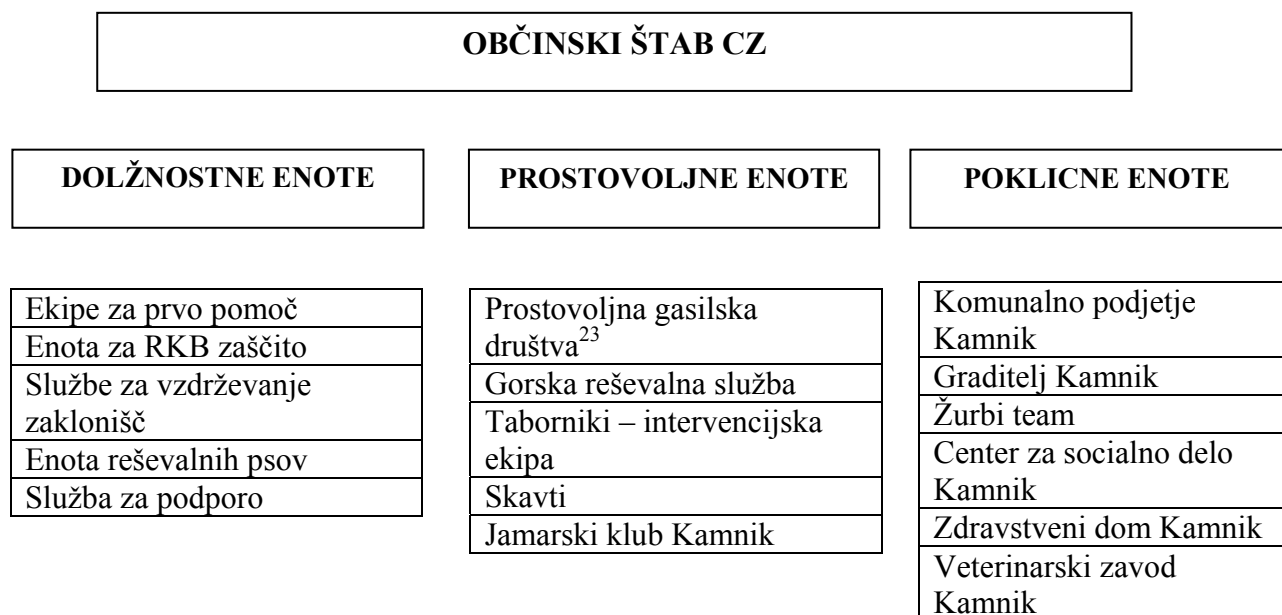 OBČINSKI ŠTAB CZ
DOLŽNOSTNE ENOTE
Ekipe za prvo pomoč
Enota za RKB zaščito
Službe za vzdrževanje
zaklonišč
Enota reševalnih psov
Služba za podporo
PROSTOVOLJNE ENOTE
Prostovoljna gasilska
društva23
Gorska reševalna služba
Taborniki – intervencijska
ekipa
Skavti
Jamarski klub Kamnik
POKLICNE ENOTE
Komunalno podjetje
Kamnik
Graditelj Kamnik
Žurbi team
Center za socialno delo
Kamnik
Zdravstveni dom Kamnik
Veterinarski zavod
Kamnik